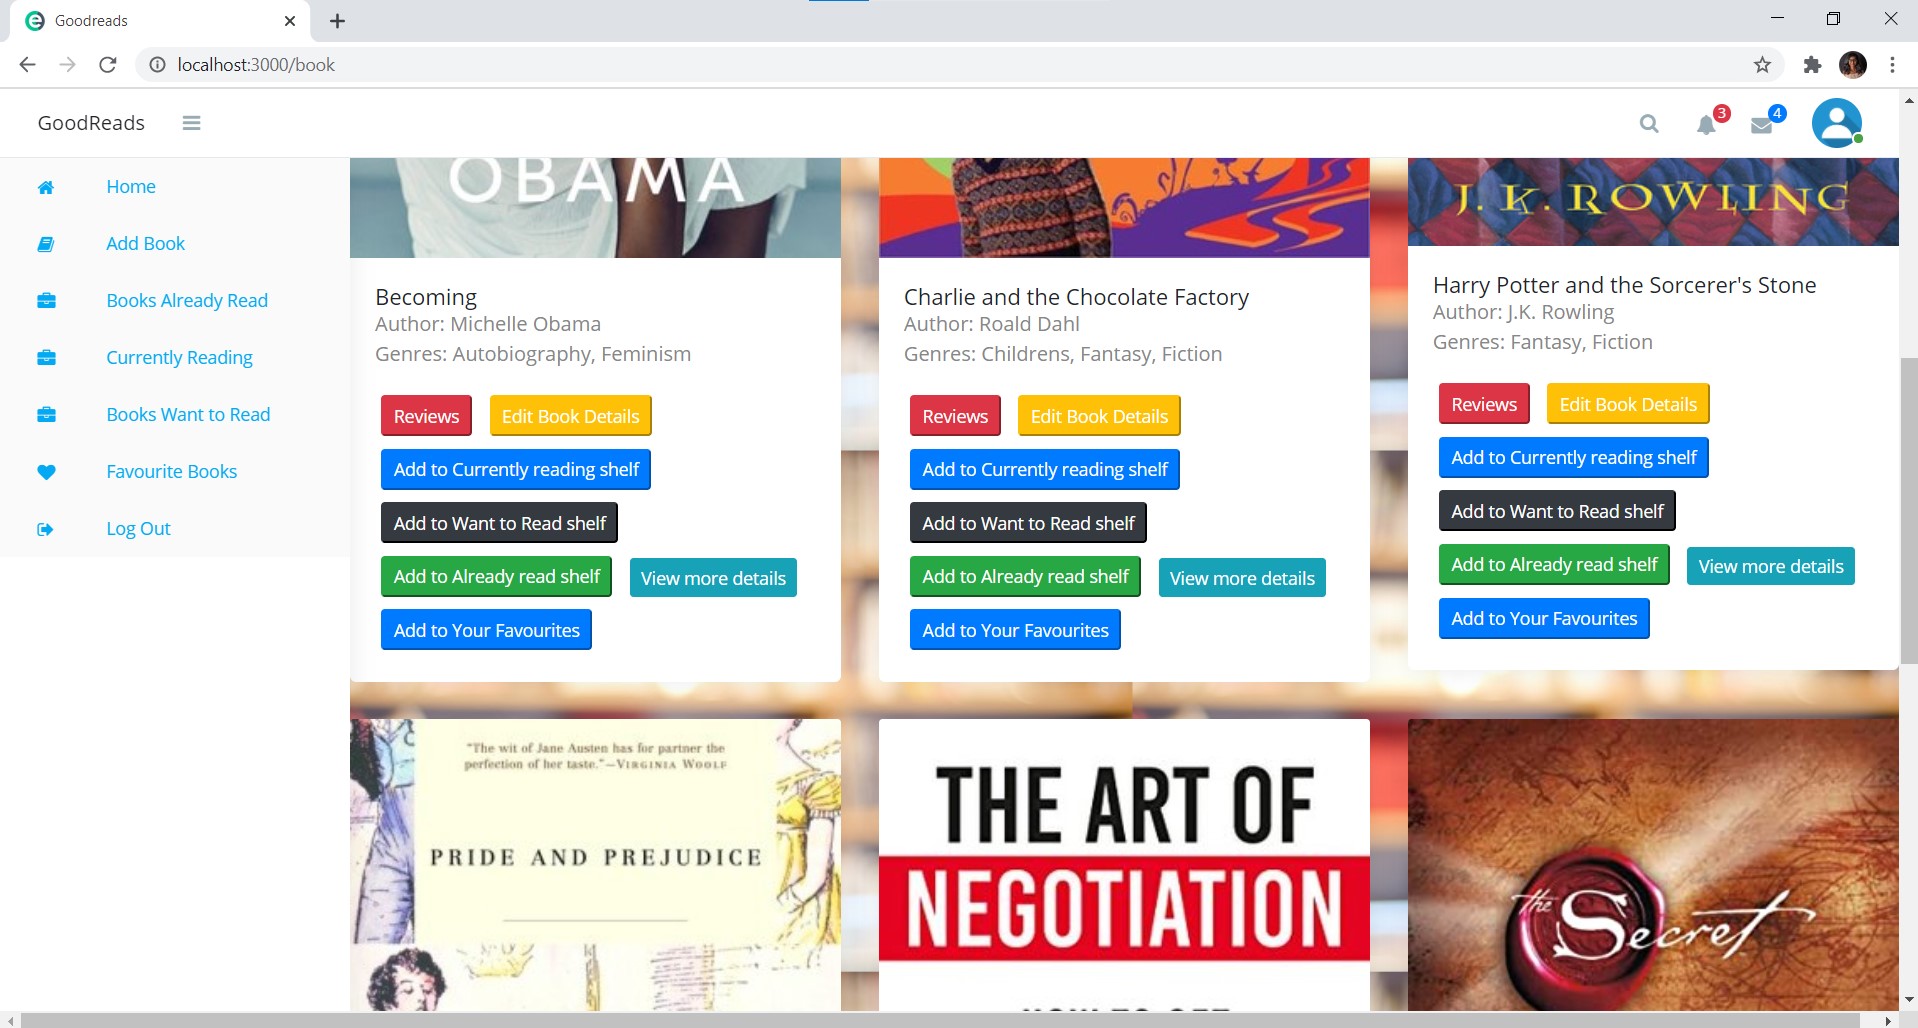 Goodreads
localhost:3000/book
GoodReads
3
4
Home
Add Book
Books Already Read
Currently Reading
Books Want to Read
Favourite Books
Log Out
OBAMA
Becoming
Author: Michelle Obama
Genres: Autobiography, Feminism
Reviews
Edit Book Details
Add to Currently reading shelf
Add to Want to Read shelf
Add to Already read shelf
View more details
Add to Your Favourites
Charlie and the Chocolate Factory
Author: Roald Dahl
Genres: Childrens, Fantasy, Fiction
Reviews
Edit Book Details
Add to Currently reading shelf
Add to Want to Read shelf
Add to Already read shelf
View more details
Add to Your Favourites
J.K. ROWLING
Harry Potter and the Sorcerer's Stone
Author: J.K. Rowling
Genres: Fantasy, Fiction
Reviews
Edit Book Details
Add to Currently reading shelf
Add to Want to Read shelf
Add to Already read shelf
View more details
Add to Your Favourites
"The wit of Jane Austen has for partner the
perfection of her taste."—VIRGINIA WOOLF
PRIDE AND PREJUDICE
THE ART OF
NEGOTIATION
the
Secret